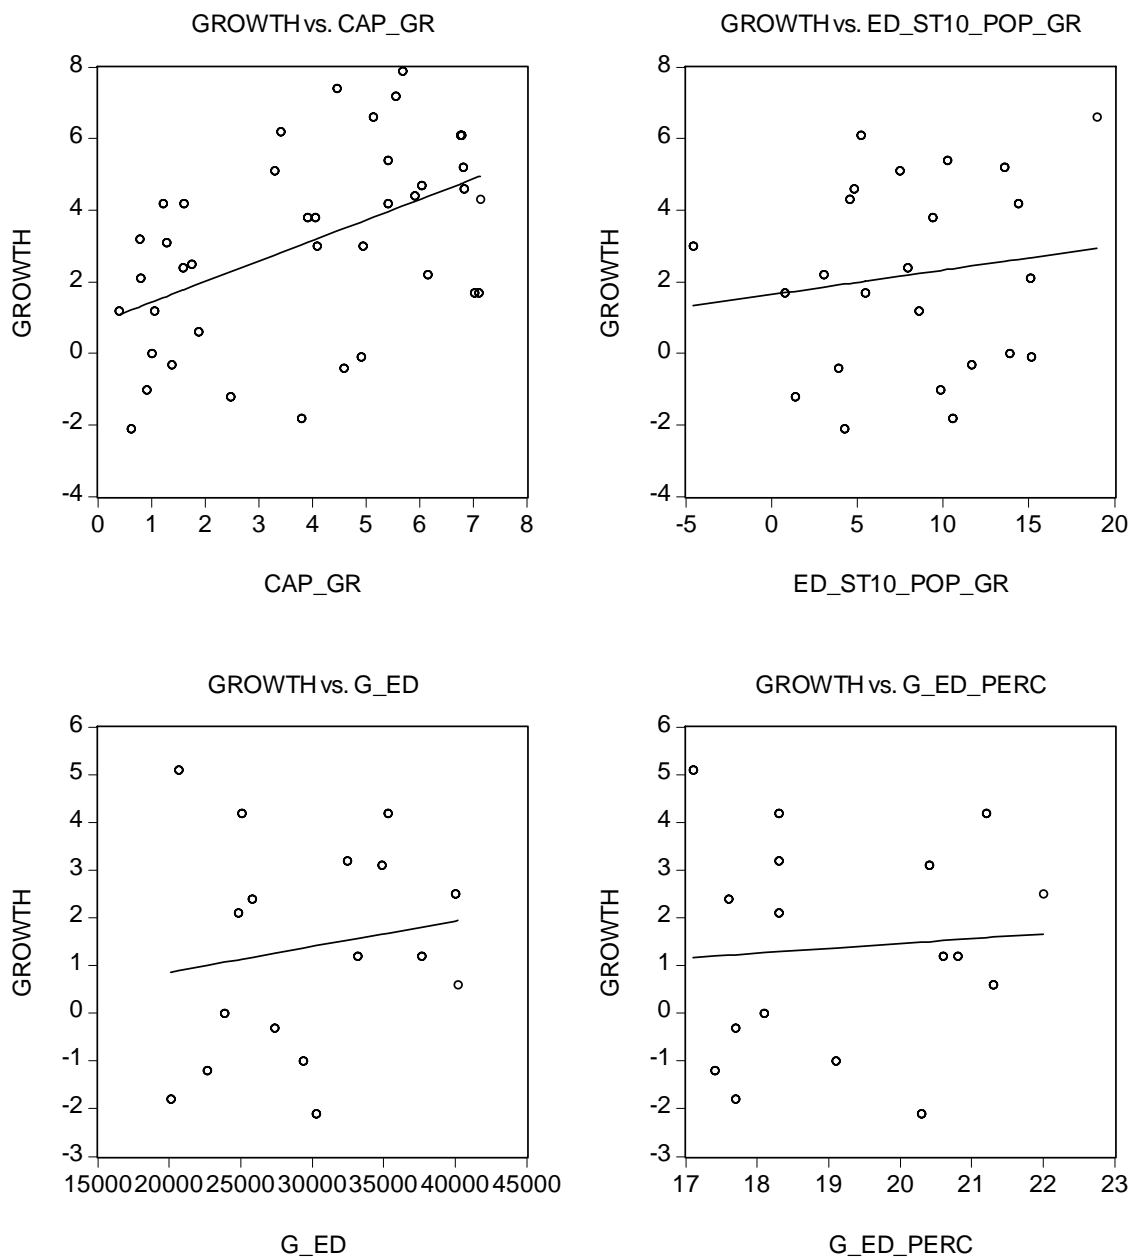 GROWTH vs. CAP_GR
8
6
4
2
0
-2
-4
GROWTH
0 1 2 3 4 5 6 7 8
CAP_GR
GROWTH vs. ED_ST10_POP_GR
8
6
4
2
0
-2
-4
GROWTH
-5 0 5 10 15 20
ED_ST10_POP_GR
GROWTH vs. G_ED
6
5
4
3
2
1
0
-1
-2
-3
GROWTH
15000 20000 25000 30000 35000 40000 45000
G_ED
GROWTH vs. G_ED_PERC
6
5
4
3
2
1
0
-1
-2
-3
GROWTH
17 18 19 20 21 22 23
G_ED_PERC